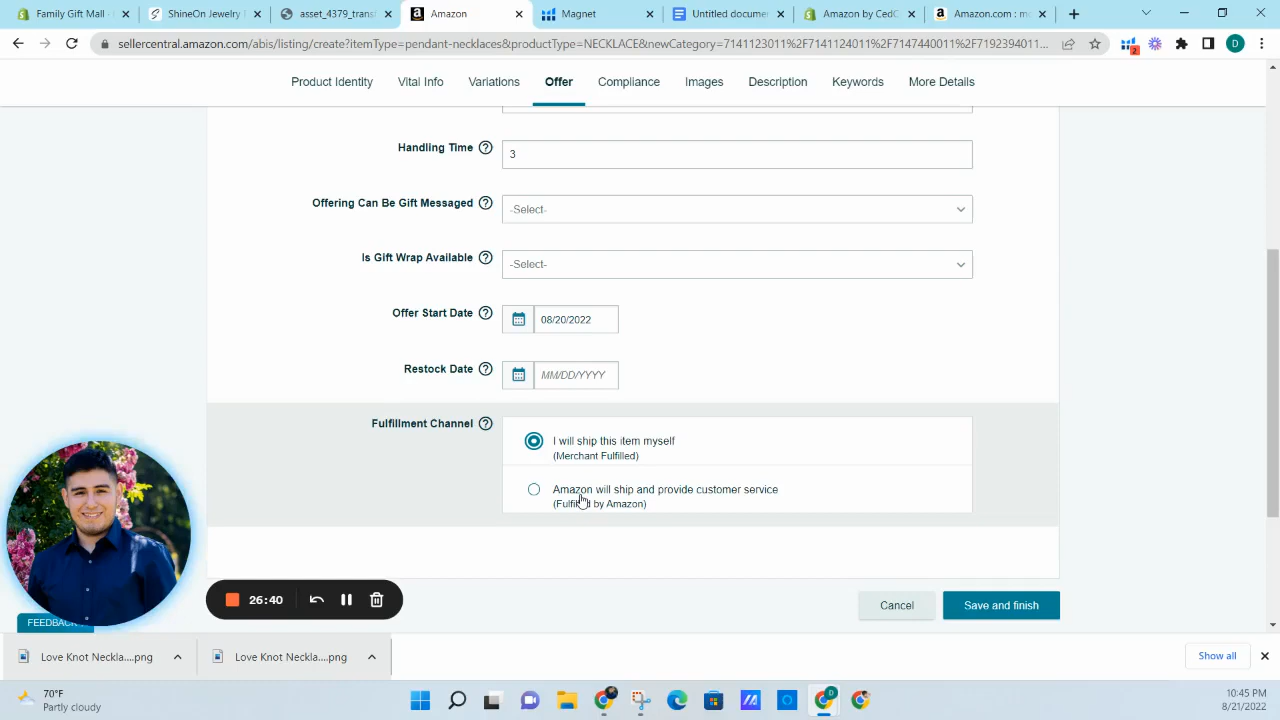 Family Gift Mall -
ShineOn Jewelry
asset_4379_transf
Amazon
Magnet
Untitled documen
Amazon by CedC
Amazon.com : mo
sellercentral.amazon.com/abis/listing/create?itemType=pendant-necklaces&productType=NECKLACE&newCategory=7141123011%2F7141124011%2F7147440011%2F7192394011...
2
D
Product Identity
Vital Info
Variations
Offer
Compliance
Images
Description
Keywords
More Details
Handling Time
3
Offering Can Be Gift Messaged
-Select-
Is Gift Wrap Available
-Select-
Offer Start Date
08/20/2022
Restock Date
MM/DD/YYYY
Fulfillment Channel
I will ship this item myself
(Merchant Fulfilled)
Amazon will ship and provide customer service
by Amazon)
26:40
Cancel
Save and finish
FEEDBACK
Love Knot Neckla....png
Love Knot Neckla....png
Show all
70°F
Partly cloudy
10:45 PM
8/21/2022